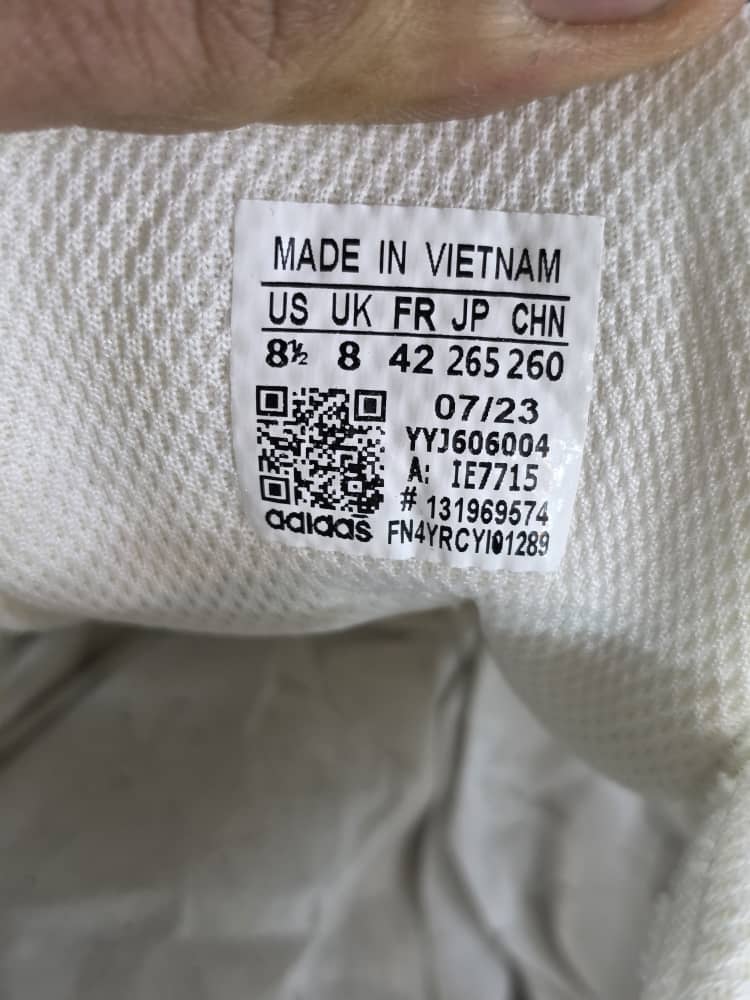 MADE IN VIETNAM
US UK FR JP CHN
8½ 8 42 265 260
07/23
YYJ606004
A: IE7715
# 131969574
adidas FN4YRCYI01289